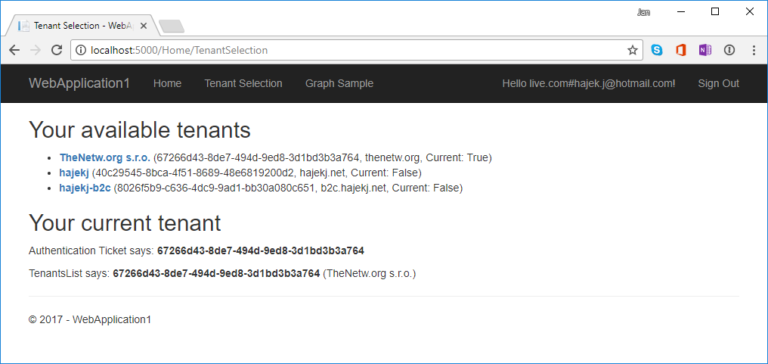 Jan
Tenant Selection - WebA
localhost:5000/Home/TenantSelection
WebApplication1 Home Tenant Selection Graph Sample Hello live.com#hajek.j@hotmail.com! Sign Out
Your available tenants
TheNetw.org s.r.o. (67266d43-8de7-494d-9ed8-3d1bd3b3a764, thenetw.org, Current: True)
hajekj (40c29545-8bca-4f51-8689-48e6819200d2, hajekj.net, Current: False)
hajekj-b2c (8026f5b9-c636-4dc9-9ad1-bb30a080c651, b2c.hajekj.net, Current: False)
Your current tenant
Authentication Ticket says: 67266d43-8de7-494d-9ed8-3d1bd3b3a764
TenantsList says: 67266d43-8de7-494d-9ed8-3d1bd3b3a764 (TheNetw.org s.r.o.)
© 2017 - WebApplication1